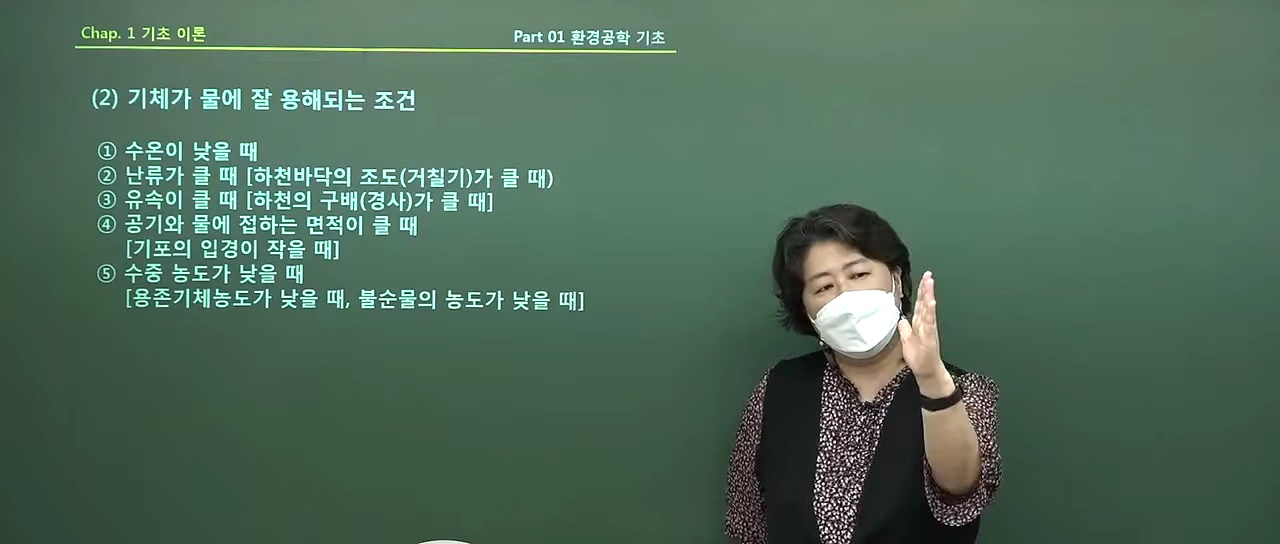 Chap. 1 기초 이론
Part 01 환경공학 기초
(2) 기체가 물에 잘 용해되는 조건
① 수온이 낮을 때
② 난류가 클 때 [하천바닥의 조도(거칠기)가 클 때)
③ 유속이 클 때 [하천의 구배(경사)가 클 때]
④ 공기와 물에 접하는 면적이 클 때
[기포의 입경이 작을 때]
⑤ 수중 농도가 낮을 때
[용존기체농도가 낮을 때, 불순물의 농도가 낮을 때]